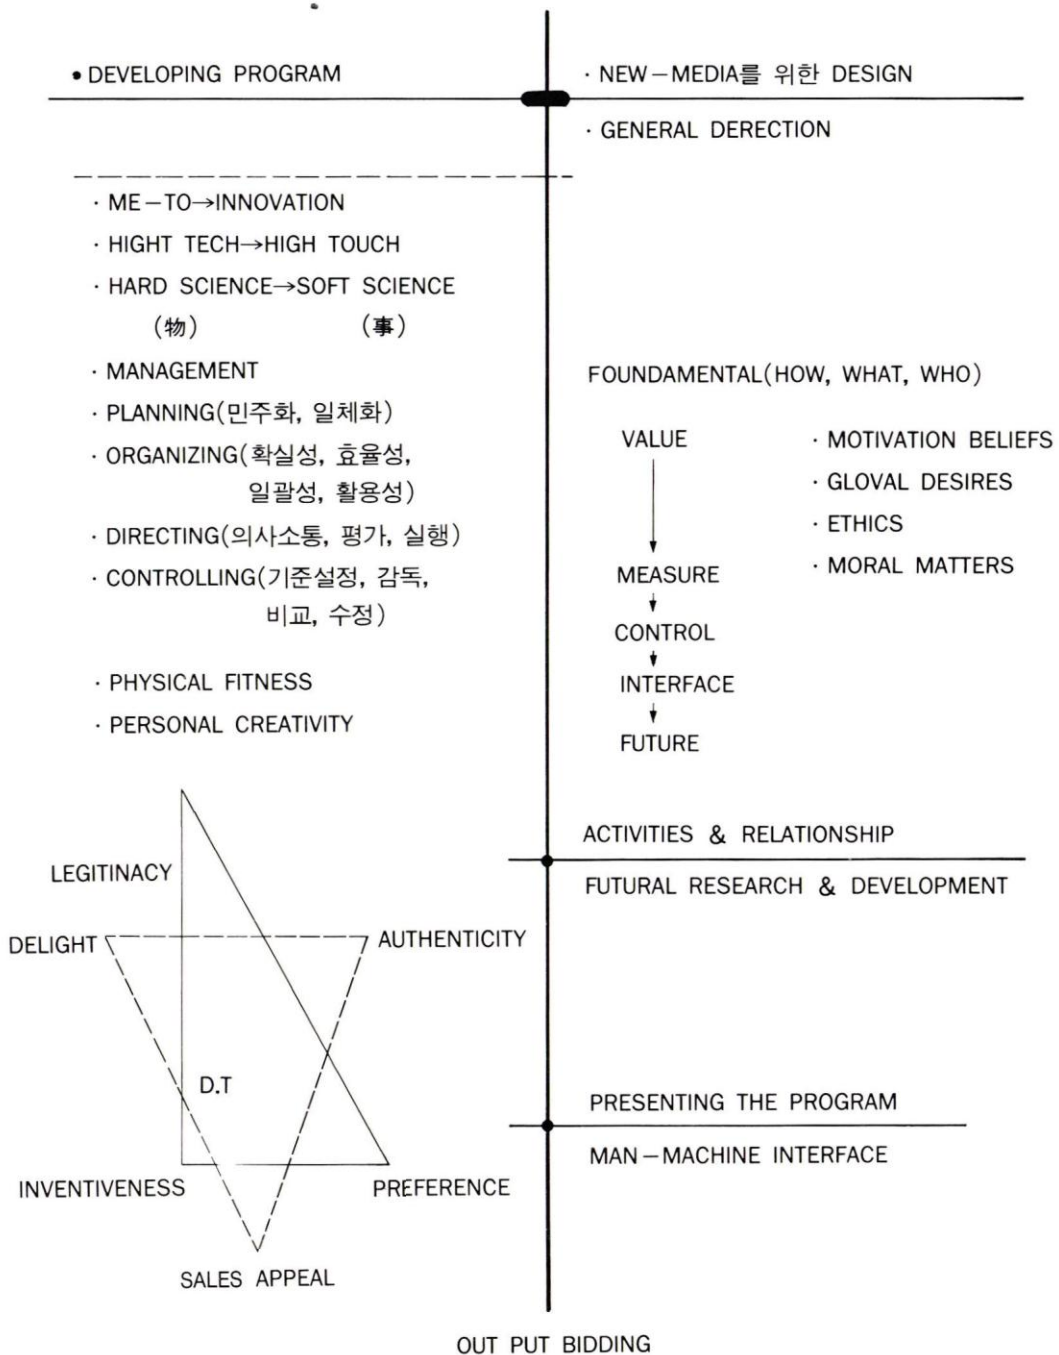 • DEVELOPING PROGRAM
· ME－TO→INNOVATION
· HIGHT TECH→HIGH TOUCH
· HARD SCIENCE→SOFT SCIENCE
(物) (事)
· MANAGEMENT
· PLANNING(민주화, 일체화)
· ORGANIZING(확실성, 효율성,
일괄성, 활용성)
· DIRECTING(의사소통, 평가, 실행)
· CONTROLLING(기준설정, 감독,
비교, 수정)
· PHYSICAL FITNESS
· PERSONAL CREATIVITY
LEGITINACY
DELIGHT
AUTHENTICITY
D.T
INVENTIVENESS
PREFERENCE
SALES APPEAL
· NEW－MEDIA를 위한 DESIGN
· GENERAL DERECTION
FOUNDAMENTAL(HOW, WHAT, WHO)
VALUE
MEASURE
CONTROL
INTERFACE
FUTURE
· MOTIVATION BELIEFS
· GLOVAL DESIRES
· ETHICS
· MORAL MATTERS
ACTIVITIES & RELATIONSHIP
FUTURAL RESEARCH & DEVELOPMENT
PRESENTING THE PROGRAM
MAN－MACHINE INTERFACE
OUT PUT BIDDING